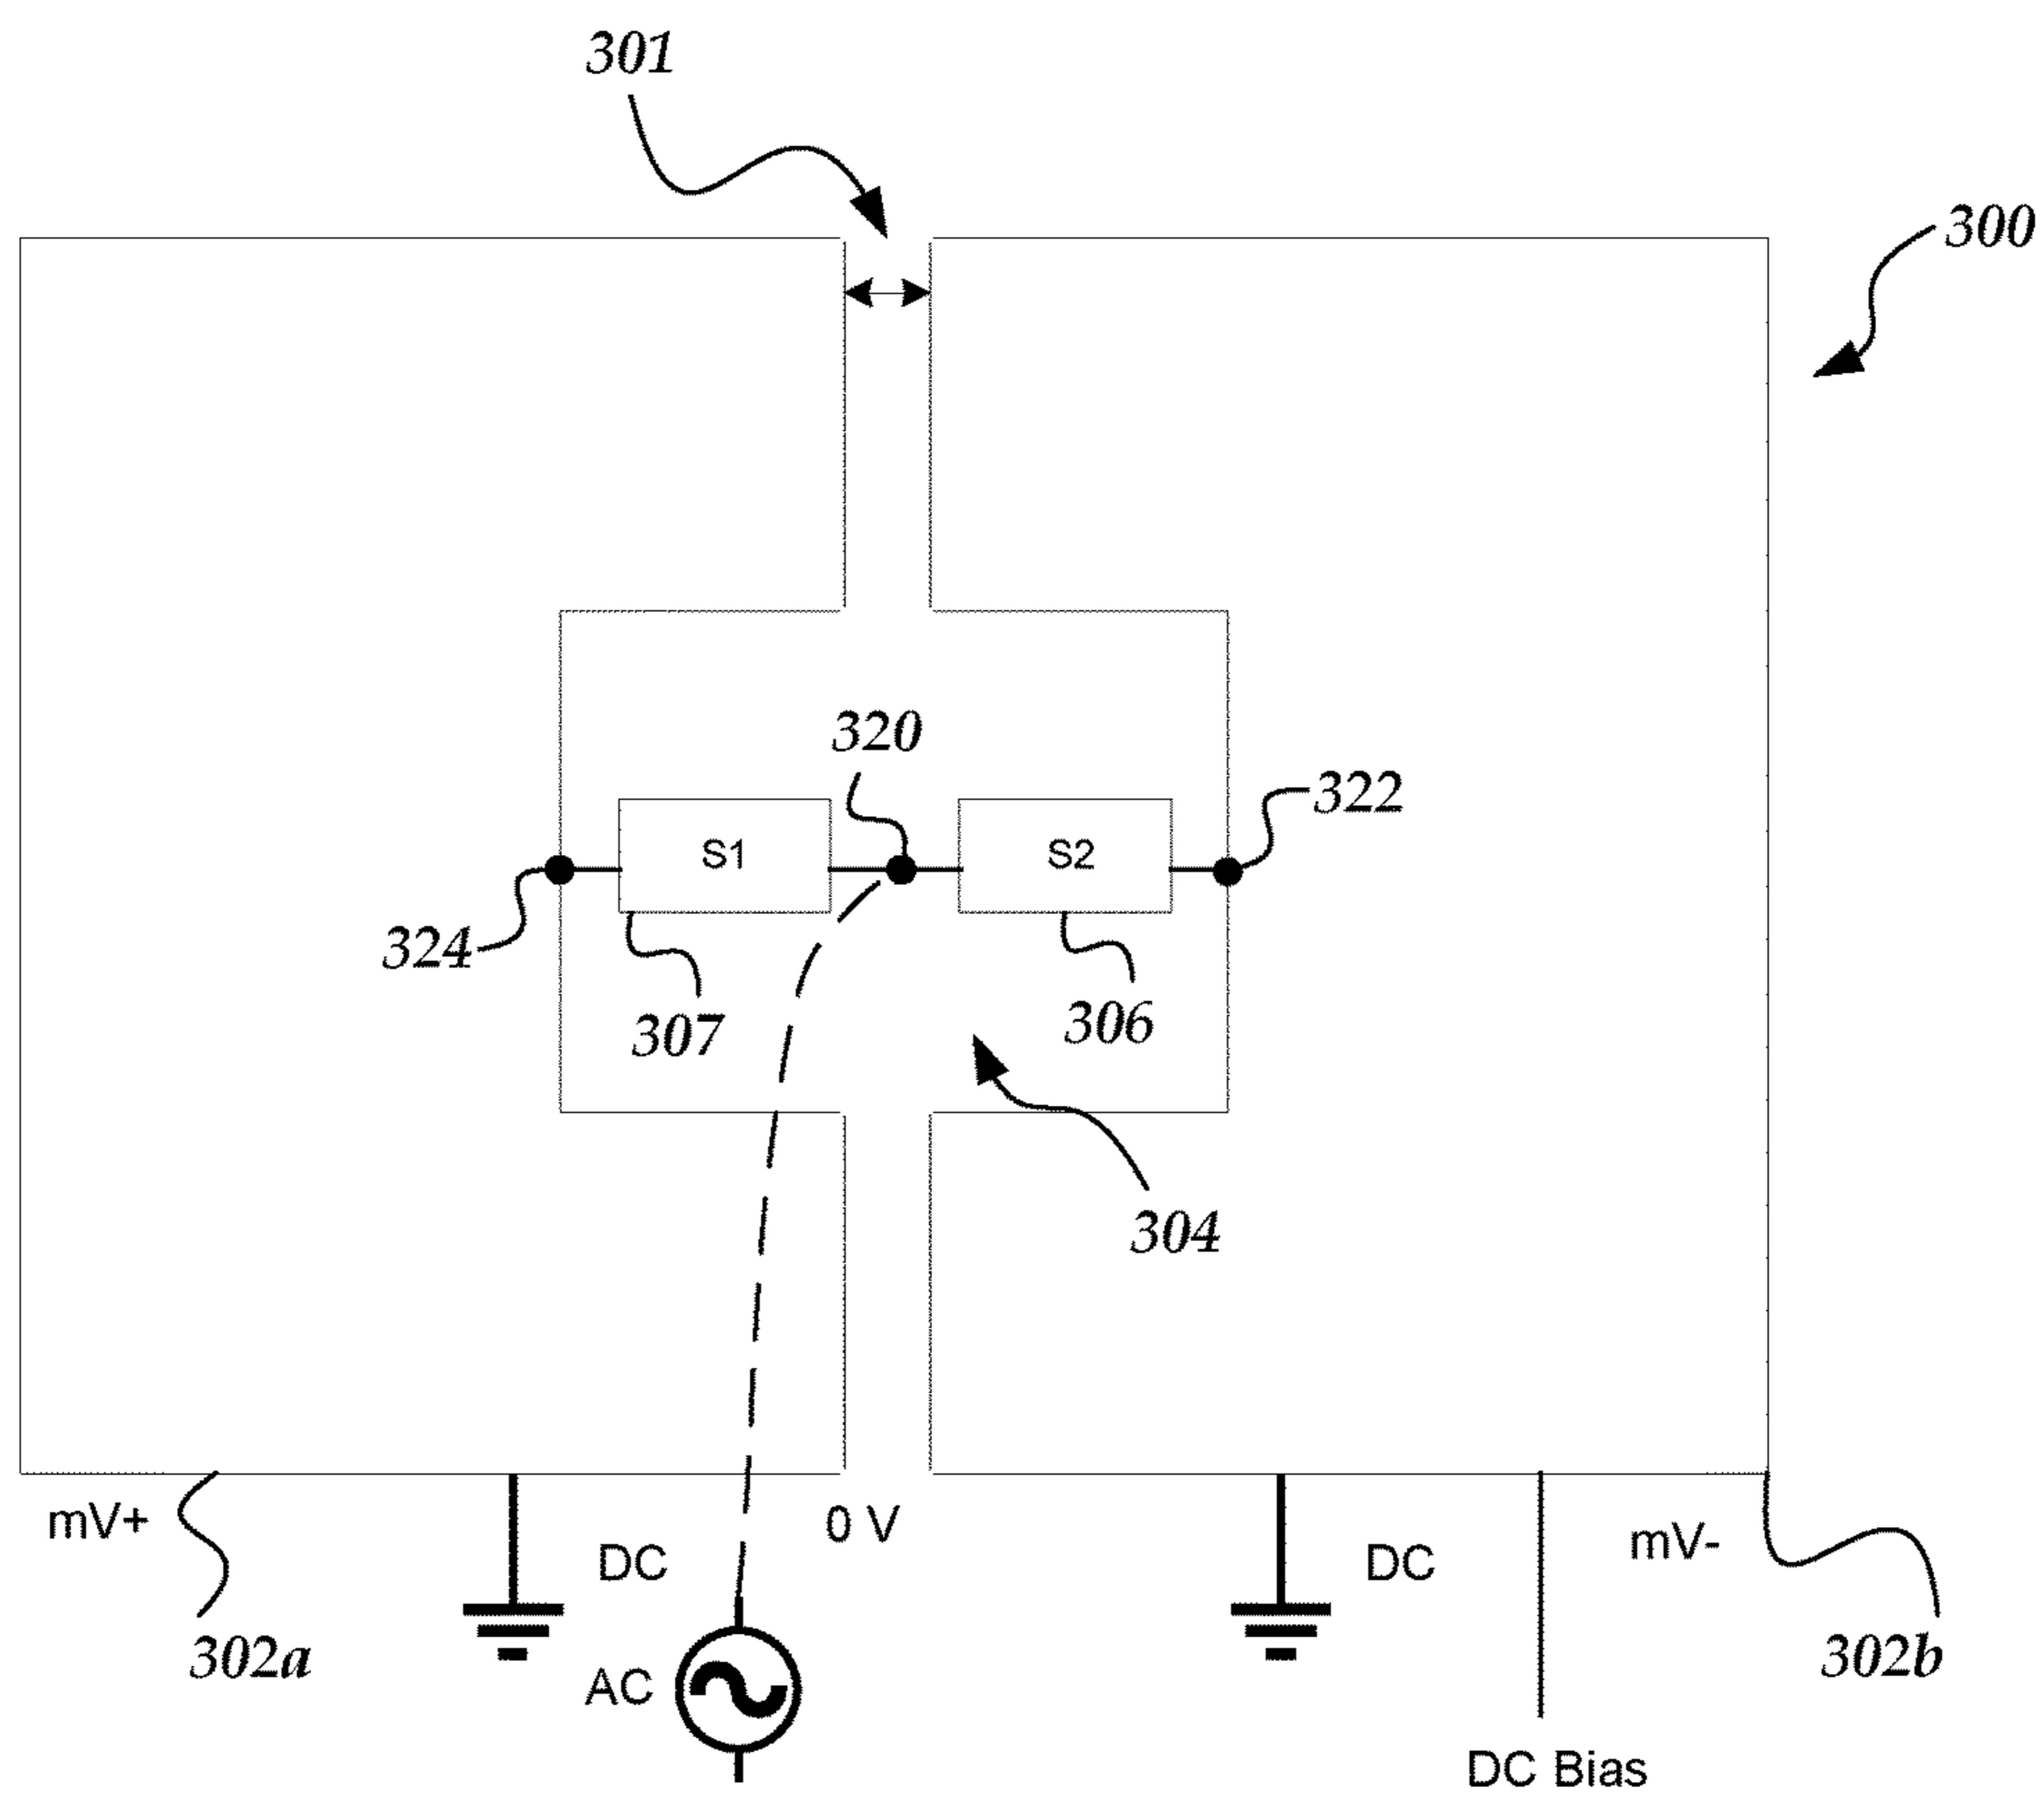 301
300
320
322
S1
S2
324
307
306
304
mV+
0 V
mV-
DC
DC
302a
302b
AC
DC Bias